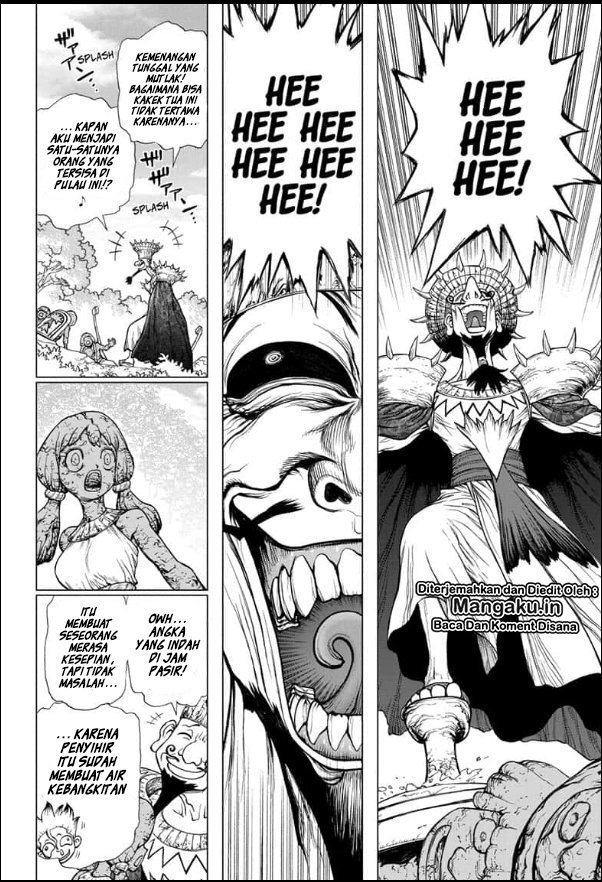 HEE
HEE
HEE!
HEE
HEE HEE
HEE HEE
HEE!
SPLASH
KEMENANGAN
TUNGGAL YANG
MUTLAK!
BAGAIMANA BISA
KAKEK TUA INI
TIDAK TERTAWA
KARENANYA...
...KAPAN
AKU MENJADI
SATU-SATUNYA
ORANG YANG
TERSISA DI
PULAU INI!?
♪
SPLASH
OWH...
ANGKA
YANG INDAH
DI JAM
PASIR!
ITU
MEMBUAT
SESEORANG
MERASA
KESEPIAN,
TAPI TIDAK
MASALAH...
...KARENA
PENYIHIR
ITU SUDAH
MEMBUAT AIR
KEBANGKITAN
Diterjemahkan dan Diedit Oleh :
Mangaku.in
Baca Dan Koment Disana